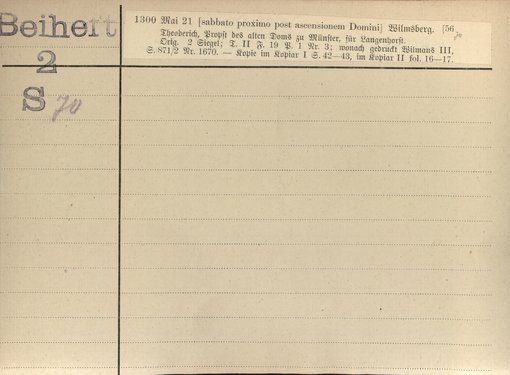 Beiheft
2
S 70
1300 Mai 21 [sabbato proximo post ascensionem Domini] Wilmsberg. [56
Theoderich, Propst des alten Doms zu Münster, für Langenhorst.
Orig. 2 Siegel; T. II F. 19 P. 1 Nr. 3; wonach gedruckt Wilmans III,
S. 871/2 Nr. 1670. — Kopie im Kopiar I S. 42—43, im Kopiar II fol. 16—17.